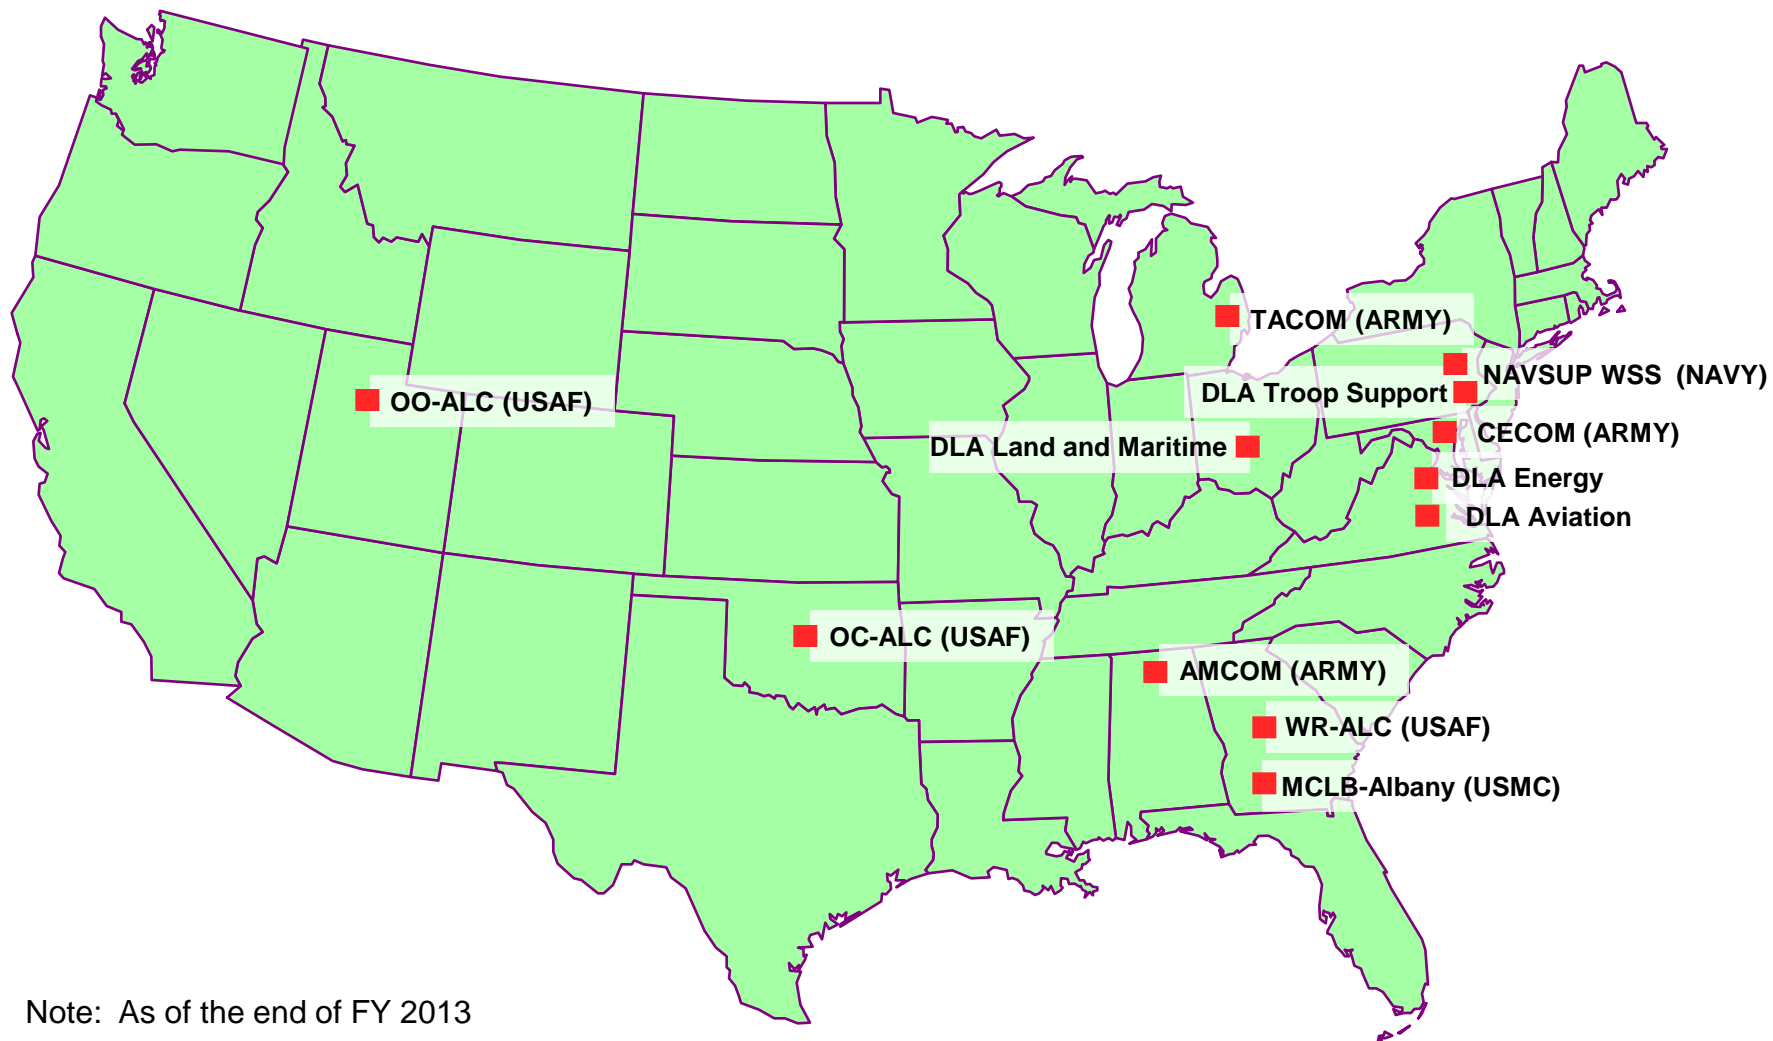 TACOM (ARMY)
NAVSUP WSS  (NAVY)
DLA Troop Support
OO-ALC (USAF)
CECOM (ARMY)
DLA Land and Maritime
DLA Energy
DLA Aviation
OC-ALC (USAF)
AMCOM (ARMY)
WR-ALC (USAF)
MCLB-Albany (USMC)
Note:  As of the end of FY 2013